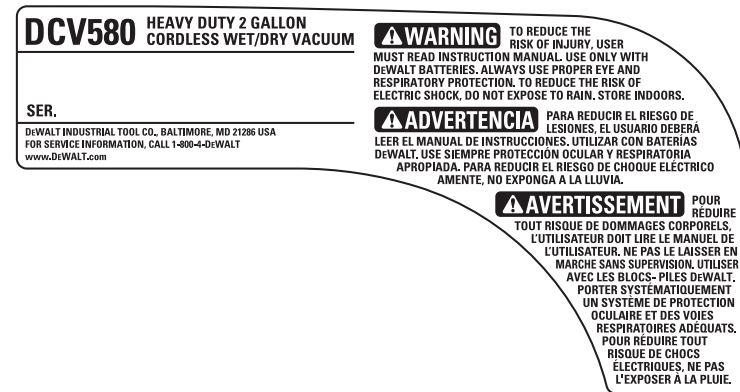 DCV580 HEAVY DUTY 2 GALLON
CORDLESS WET/DRY VACUUM
SER.
DEWALT INDUSTRIAL TOOL CO., BALTIMORE, MD 21286 USA
FOR SERVICE INFORMATION, CALL 1-800-4-DEWALT
www.DEWALT.com
WARNING TO REDUCE THE
RISK OF INJURY, USER
MUST READ INSTRUCTION MANUAL. USE ONLY WITH
DEWALT BATTERIES. ALWAYS USE PROPER EYE AND
RESPIRATORY PROTECTION. TO REDUCE THE RISK OF
ELECTRIC SHOCK, DO NOT EXPOSE TO RAIN. STORE INDOORS.
ADVERTENCIA PARA REDUCIR EL RIESGO DE
LESIONES, EL USUARIO DEBERÁ
LEER EL MANUAL DE INSTRUCCIONES. UTILIZAR CON BATERÍAS
DEWALT. USE SIEMPRE PROTECCIÓN OCULAR Y RESPIRATORIA
APROPIADA. PARA REDUCIR EL RIESGO DE CHOQUE ELÉCTRICO
AMENTE, NO EXPONGA A LA LLUVIA.
AVERTISSEMENT POUR
RÉDUIRE
TOUT RISQUE DE DOMMAGES CORPORELS,
L'UTILISATEUR DOIT LIRE LE MANUEL DE
L'UTILISATEUR. NE PAS LE LAISSER EN
MARCHE SANS SUPERVISION. UTILISER
AVEC LES BLOCS- PILES DEWALT.
PORTER SYSTÉMATIQUEMENT
UN SYSTÈME DE PROTECTION
OCULAIRE ET DES VOIES
RESPIRATOIRES ADÉQUATS.
POUR RÉDUIRE TOUT
RISQUE DE CHOCS
ÉLECTRIQUES, NE PAS
L'EXPOSER À LA PLUIE.